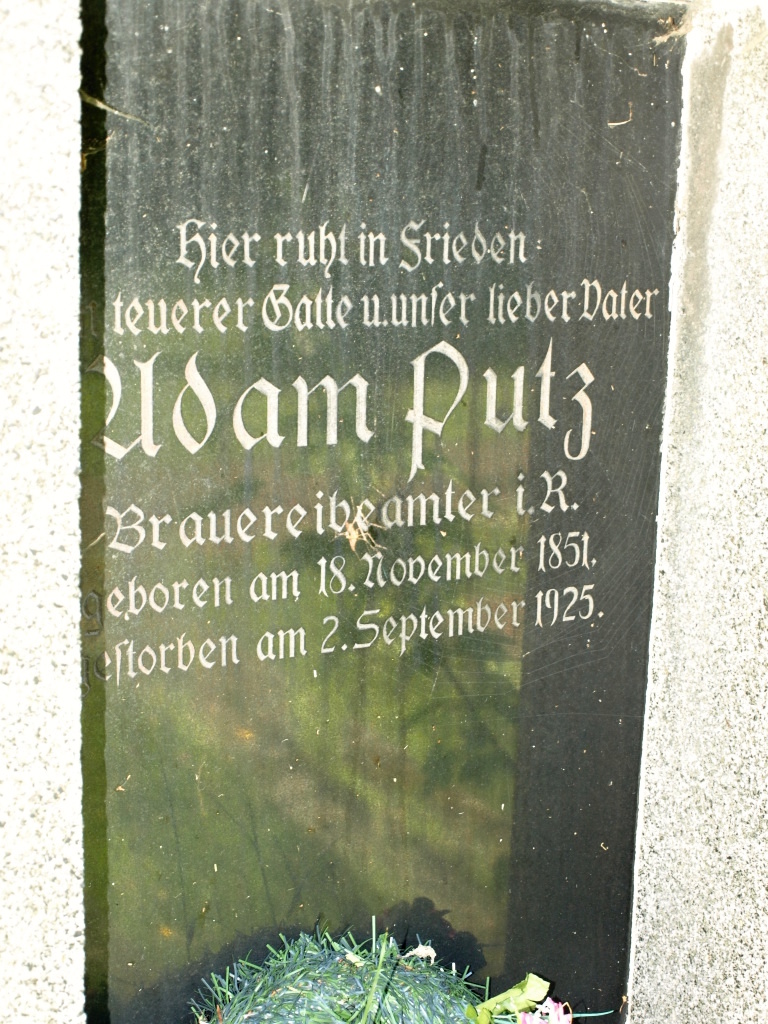 Hier ruht in Frieden
teuerer Gatte u. unser lieber Vater
Adam Putz
Brauereibeamter i. R.
geboren am 18. November 1851,
gestorben am 2. September 1925.